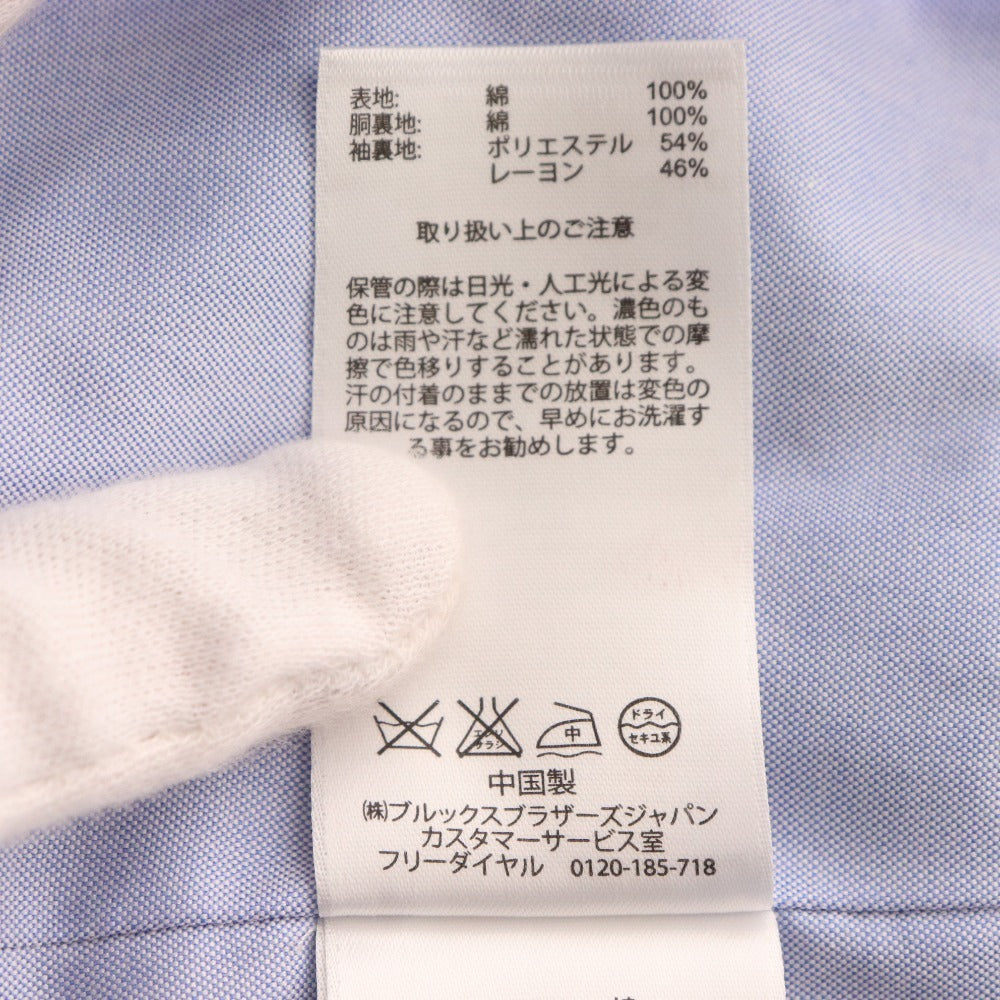 表地: 綿 100%
胴裏地: 綿 100%
袖裏地: ポリエステル 54%
レーヨン 46%
取り扱い上のご注意
保管の際は日光・人工光による変
色に注意してください。濃色のも
のは雨や汗など濡れた状態での摩
擦で色移りすることがあります。
汗の付着のままでの放置は変色の
原因になるので、早めにお洗濯す
る事をお勧めします。
エンソ
サラシ
中
ドライ
セキユ系
中国製
(株)ブルックスブラザーズジャパン
カスタマーサービス室
フリーダイヤル 0120-185-718